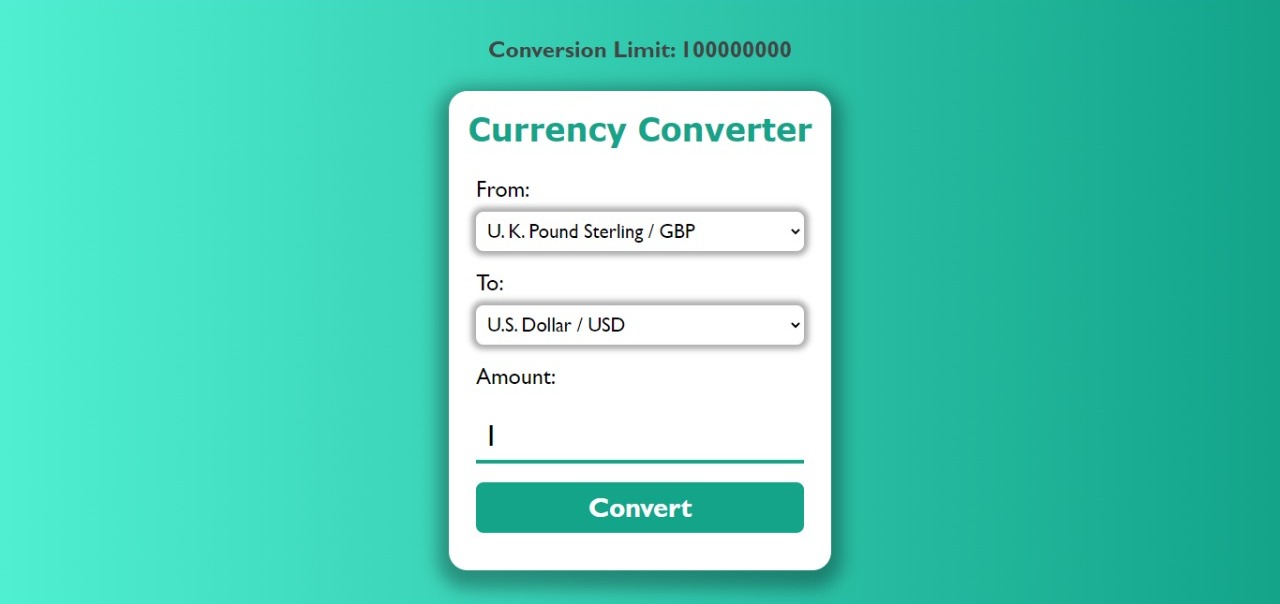 Conversion Limit: 100000000
Currency Converter
From:
U. K. Pound Sterling / GBP
To:
U.S. Dollar / USD
Amount:
1
Convert